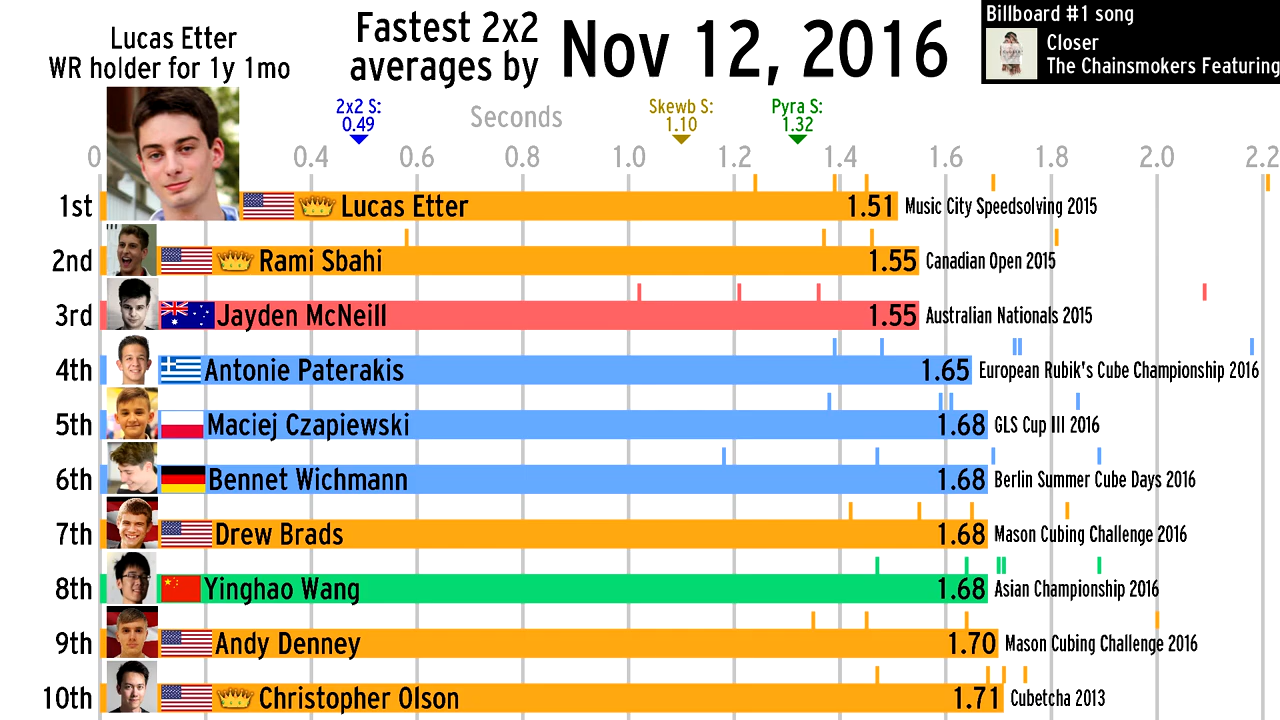 Lucas Etter
WR holder for 1y 1mo
Fastest 2x2
averages by
Nov 12, 2016
Billboard #1 song
Closer
The Chainsmokers Featuring
2x2 S:
0.49
Seconds
Skewb S:
1.10
Pyra S:
1.32
0 0.4 0.6 0.8 1.0 1.2 1.4 1.6 1.8 2.0 2.2
1st Lucas Etter 1.51 Music City Speedsolving 2015
2nd Rami Sbahi 1.55 Canadian Open 2015
3rd Jayden McNeill 1.55 Australian Nationals 2015
4th Antonie Paterakis 1.65 European Rubik's Cube Championship 2016
5th Maciej Czapiewski 1.68 GLS Cup III 2016
6th Bennet Wichmann 1.68 Berlin Summer Cube Days 2016
7th Drew Brads 1.68 Mason Cubing Challenge 2016
8th Yinghao Wang 1.68 Asian Championship 2016
9th Andy Denney 1.70 Mason Cubing Challenge 2016
10th Christopher Olson 1.71 Cubetcha 2013